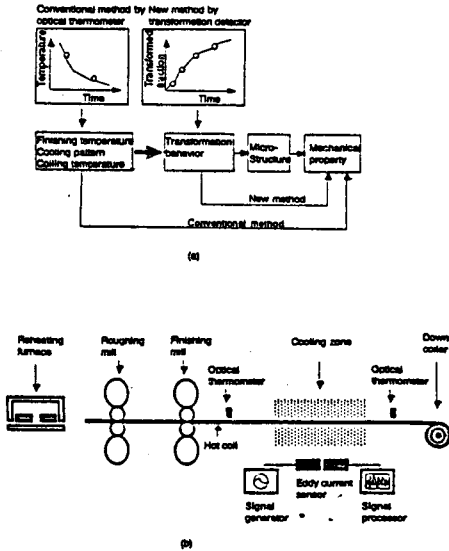 Conventional method by New method by
optical thermometer transformation detector
Temperature
Time
Transformed
fraction
Time
Finishing temperature
Cooling pattern
Coiling temperature
Transformation
behavior
Micro-
Structure
Mechanical
property
New method
Conventional method
(a)
Reheating
furnace
Roughing
mill
Finishing
mill
Optical
thermometer
Cooling zone
Optical
thermometer
Down
coiler
Hot coil
Eddy current
sensor
Signal
generator
Signal
processor
(b)